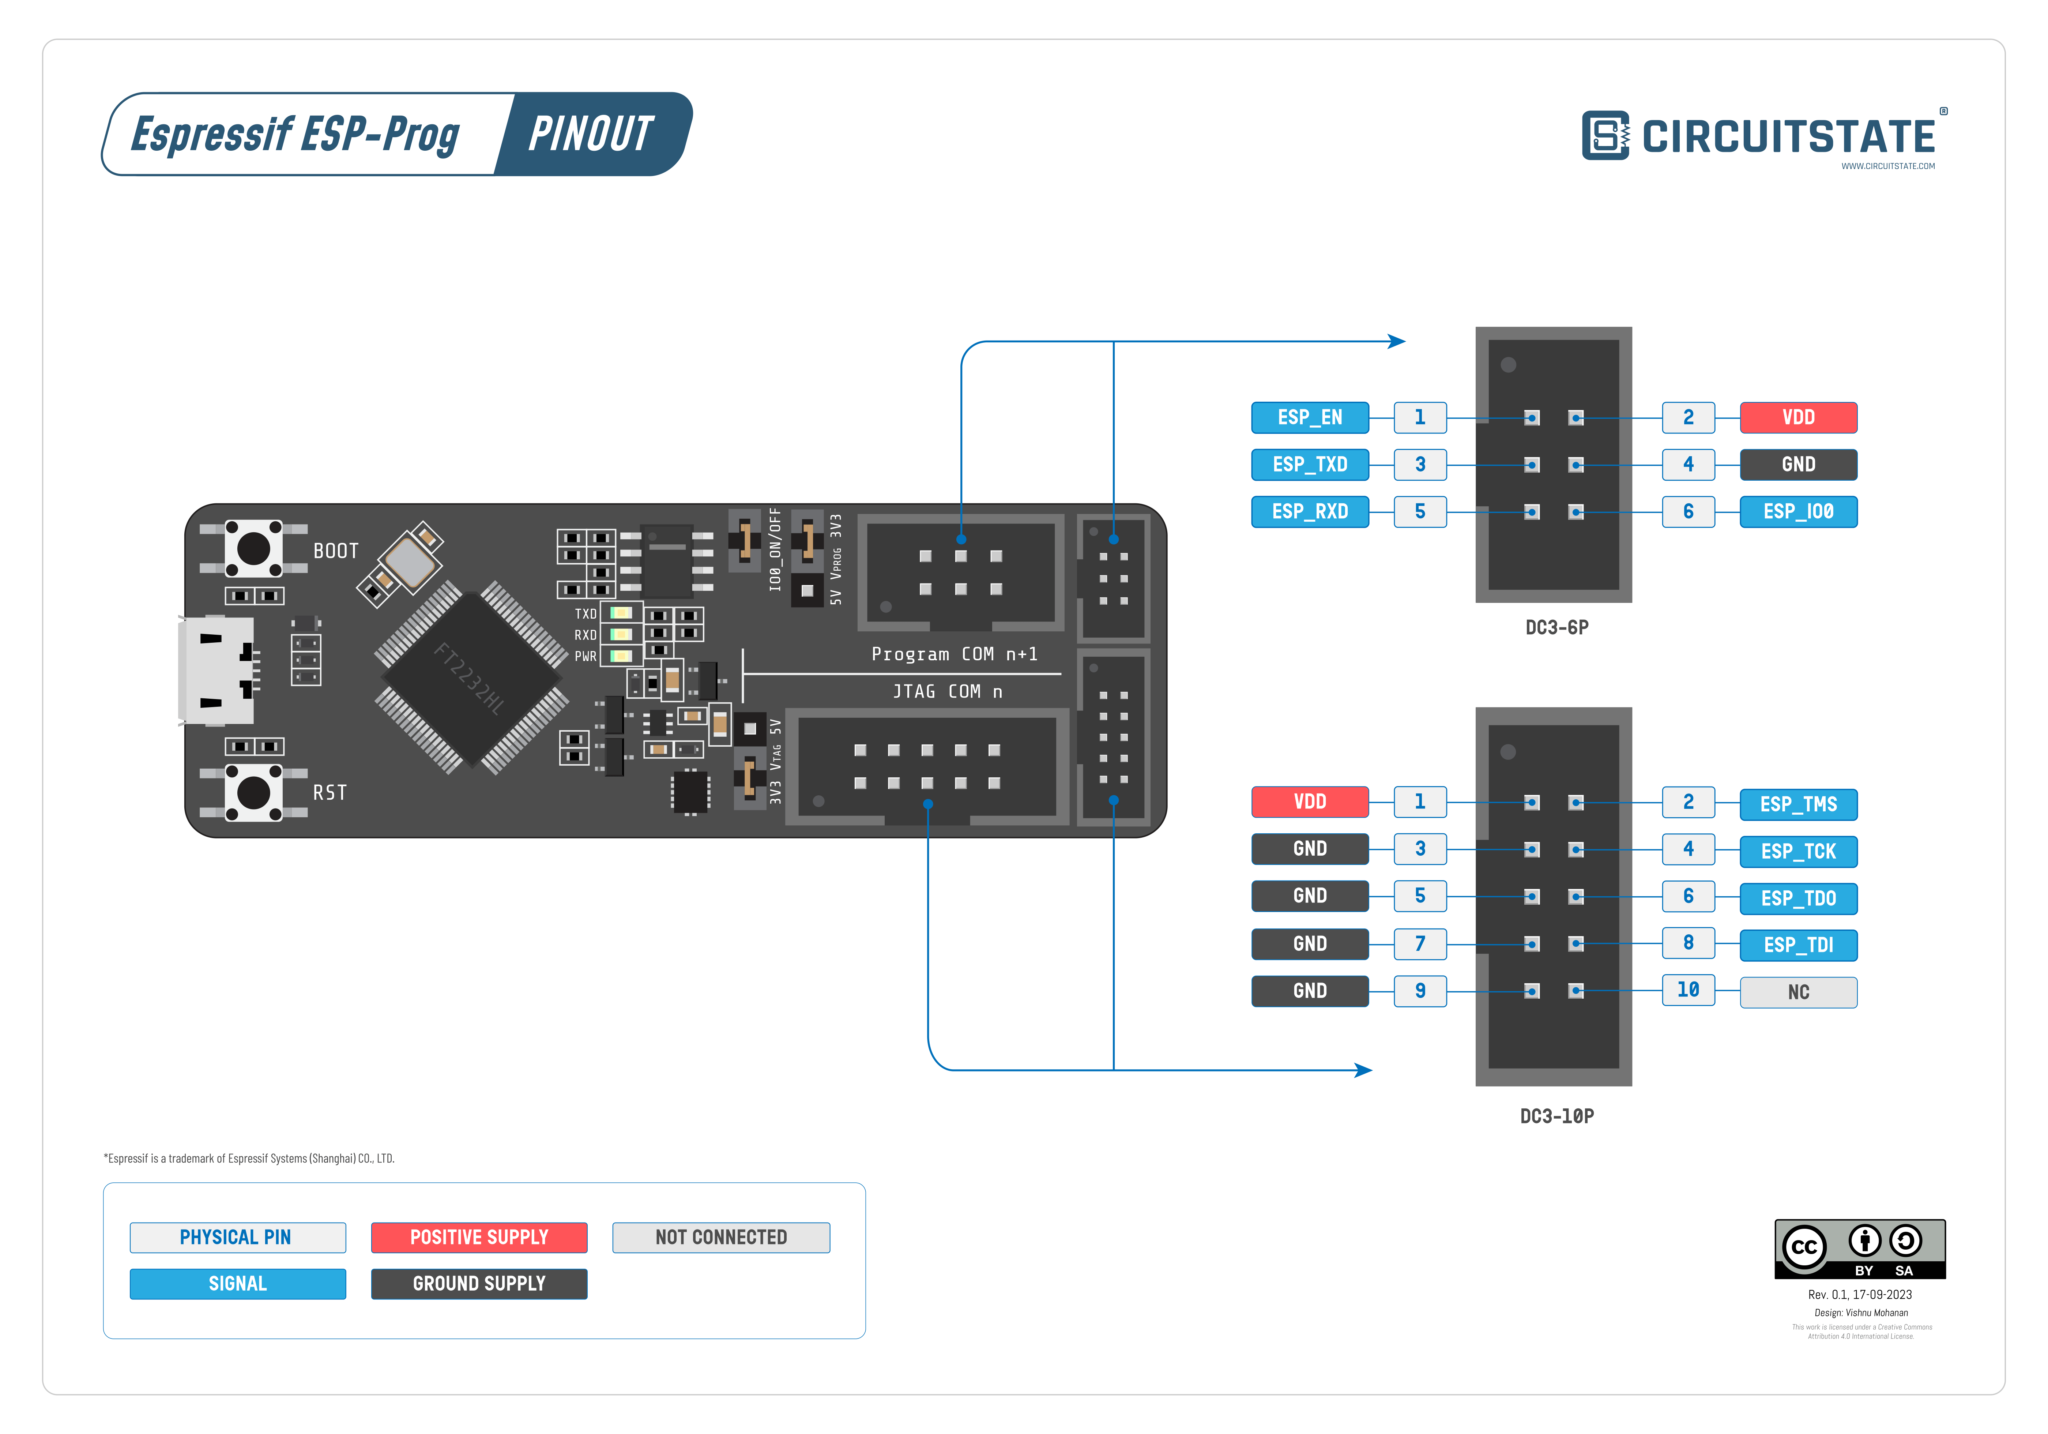 Espressif ESP-Prog PINOUT
CIRCUITSTATE
WWW.CIRCUITSTATE.COM
ESP_EN 1 2 VDD
ESP_TXD 3 4 GND
ESP_RXD 5 6 ESP_IO0
DC3-6P
BOOT
IO0_ON/OFF
5V VPROG 3V3
TXD
RXD
PWR
FT2232HL
Program COM n+1
JTAG COM n
3V3 VTAG 5V
RST
VDD 1 2 ESP_TMS
GND 3 4 ESP_TCK
GND 5 6 ESP_TDO
GND 7 8 ESP_TDI
GND 9 10 NC
DC3-10P
*Espressif is a trademark of Espressif Systems (Shanghai) CO., LTD.
PHYSICAL PIN POSITIVE SUPPLY NOT CONNECTED
SIGNAL GROUND SUPPLY
CC BY SA
Rev. 0.1, 17-09-2023
Design: Vishnu Mohanan
This work is licensed under a Creative Commons
Attribution 4.0 International License.